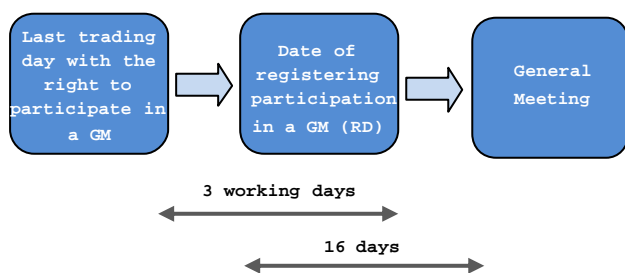 Last trading
day with the
right to
participate in
a GM
Date of
registering
participation
in a GM (RD)
General
Meeting
3 working days
16 days